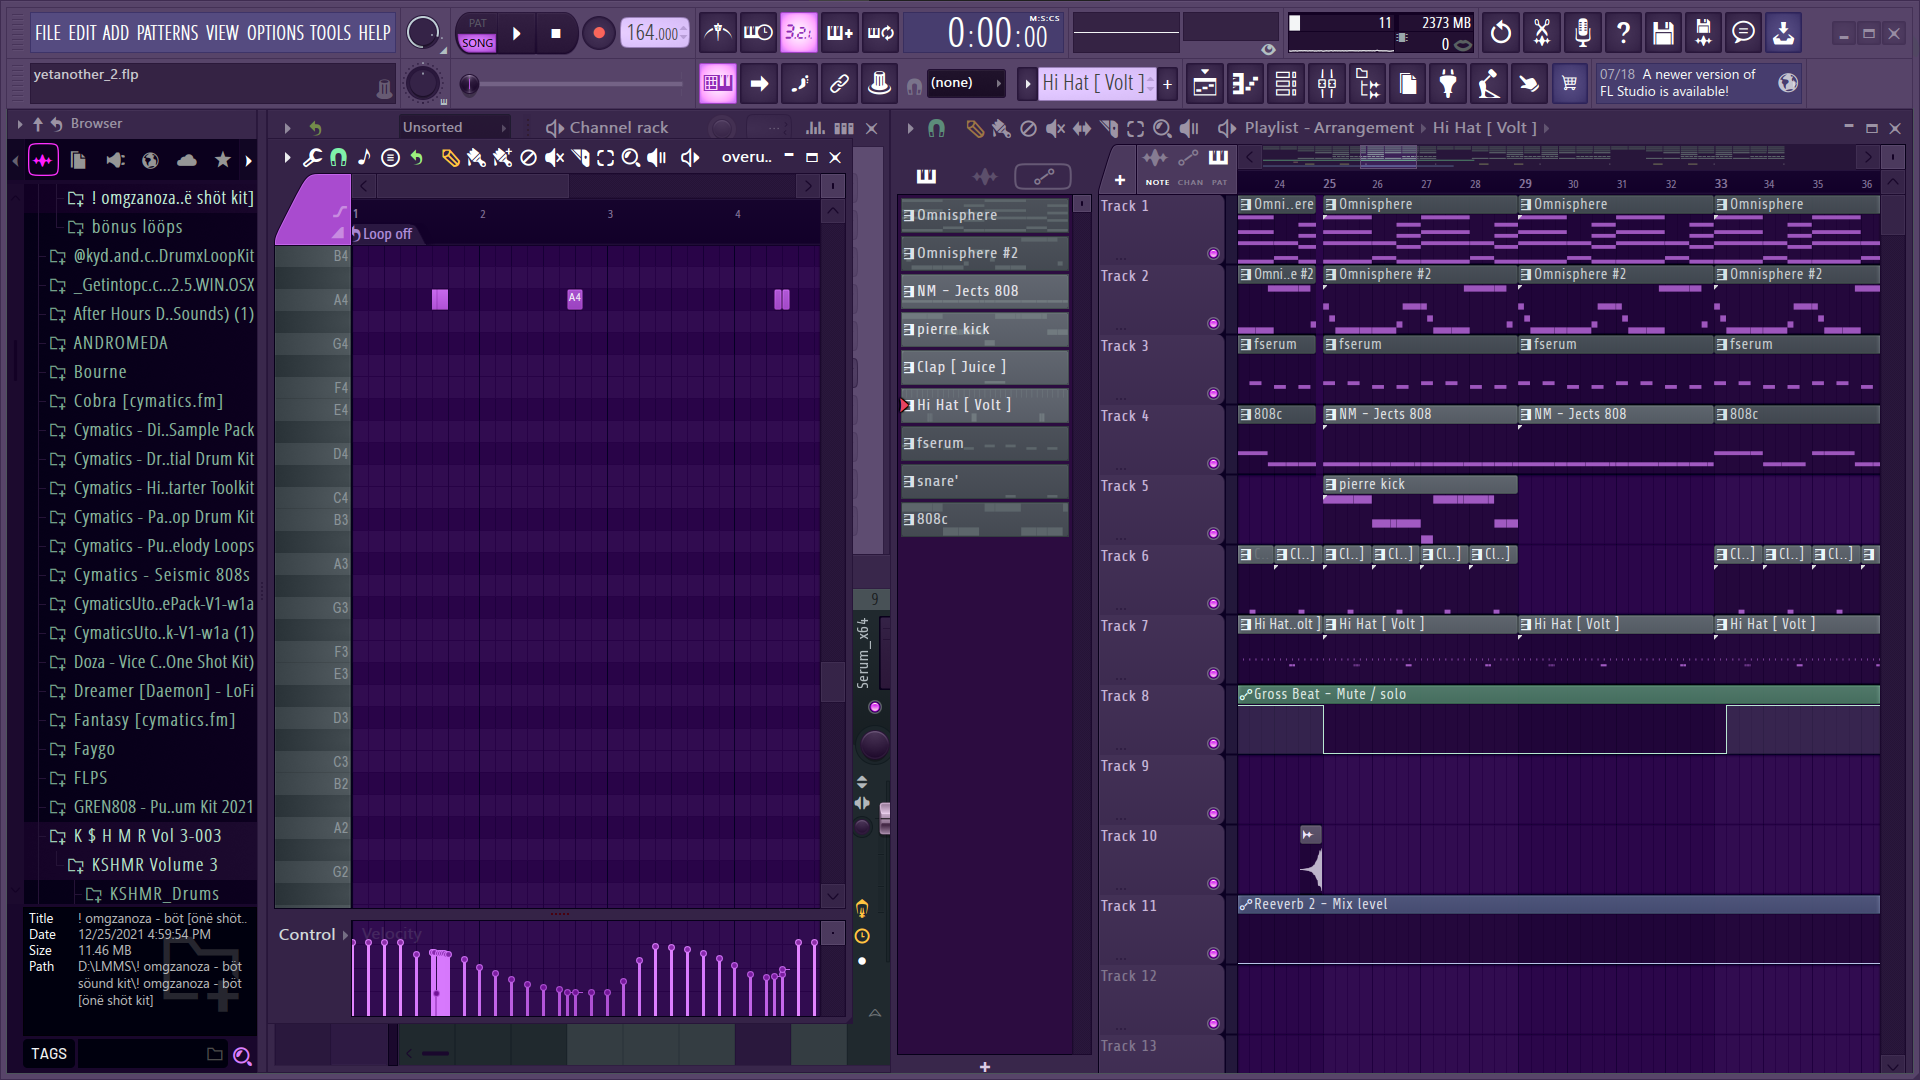 FILE EDIT ADD PATTERNS VIEW OPTIONS TOOLS HELP
PAT
SONG
164.000
3.2.
0:00:00
M:S:CS
11
2373 MB
0
yetanother_2.flp
(none)
Hi Hat [ Volt ]
07/18 A newer version of
FL Studio is available!
Browser
Unsorted
Channel rack
Playlist - Arrangement › Hi Hat [ Volt ] ›
! omgzanoza..ë shöt kit]
bönus lööps
@kyd.and.c..DrumxLoopKit
_Getintopc.c...2.5.WIN.OSX
After Hours D..Sounds) (1)
ANDROMEDA
Bourne
Cobra [cymatics.fm]
Cymatics - Di..Sample Pack
Cymatics - Dr..tial Drum Kit
Cymatics - Hi..tarter Toolkit
Cymatics - Pa..op Drum Kit
Cymatics - Pu..elody Loops
Cymatics - Seismic 808s
CymaticsUto..ePack-V1-w1a
CymaticsUto..k-V1-w1a (1)
Doza - Vice C..One Shot Kit)
Dreamer [Daemon] - LoFi
Fantasy [cymatics.fm]
Faygo
FLPS
GREN808 - Pu..um Kit 2021
K $ H M R Vol 3-003
KSHMR Volume 3
KSHMR_Drums
Title ! omgzanoza - böt [önë shöt..
Date 12/25/2021 4:59:54 PM
Size 11.46 MB
Path D:\LMMS\! omgzanoza - böt
söund kit\! omgzanoza - böt
[önë shöt kit]
TAGS
overu..
1 2 3 4
Loop off
B4
A4
A4
G4
F4
E4
D4
C4
B3
A3
G3
F3
E3
D3
C3
B2
A2
G2
Control
Velocity
9
Serum_x64
Omnisphere
Omnisphere #2
NM - Jects 808
pierre kick
Clap [ Juice ]
Hi Hat [ Volt ]
fserum
snare'
808c
NOTE CHAN PAT
24 25 26 27 28 29 30 31 32 33 34 35 36
Track 1
Omni..ere Omnisphere Omnisphere Omnisphere
Track 2
Omni..e #2 Omnisphere #2 Omnisphere #2 Omnisphere #2
Track 3
fserum fserum fserum fserum
Track 4
808c NM - Jects 808 NM - Jects 808 808c
Track 5
pierre kick
Track 6
Cl..] Cl..] Cl..] Cl..] Cl..] Cl..] Cl..] Cl..]
Track 7
Hi Hat..olt ] Hi Hat [ Volt ] Hi Hat [ Volt ] Hi Hat [ Volt ]
Track 8
Gross Beat - Mute / solo
Track 9
Track 10
Track 11
Reeverb 2 - Mix level
Track 12
Track 13